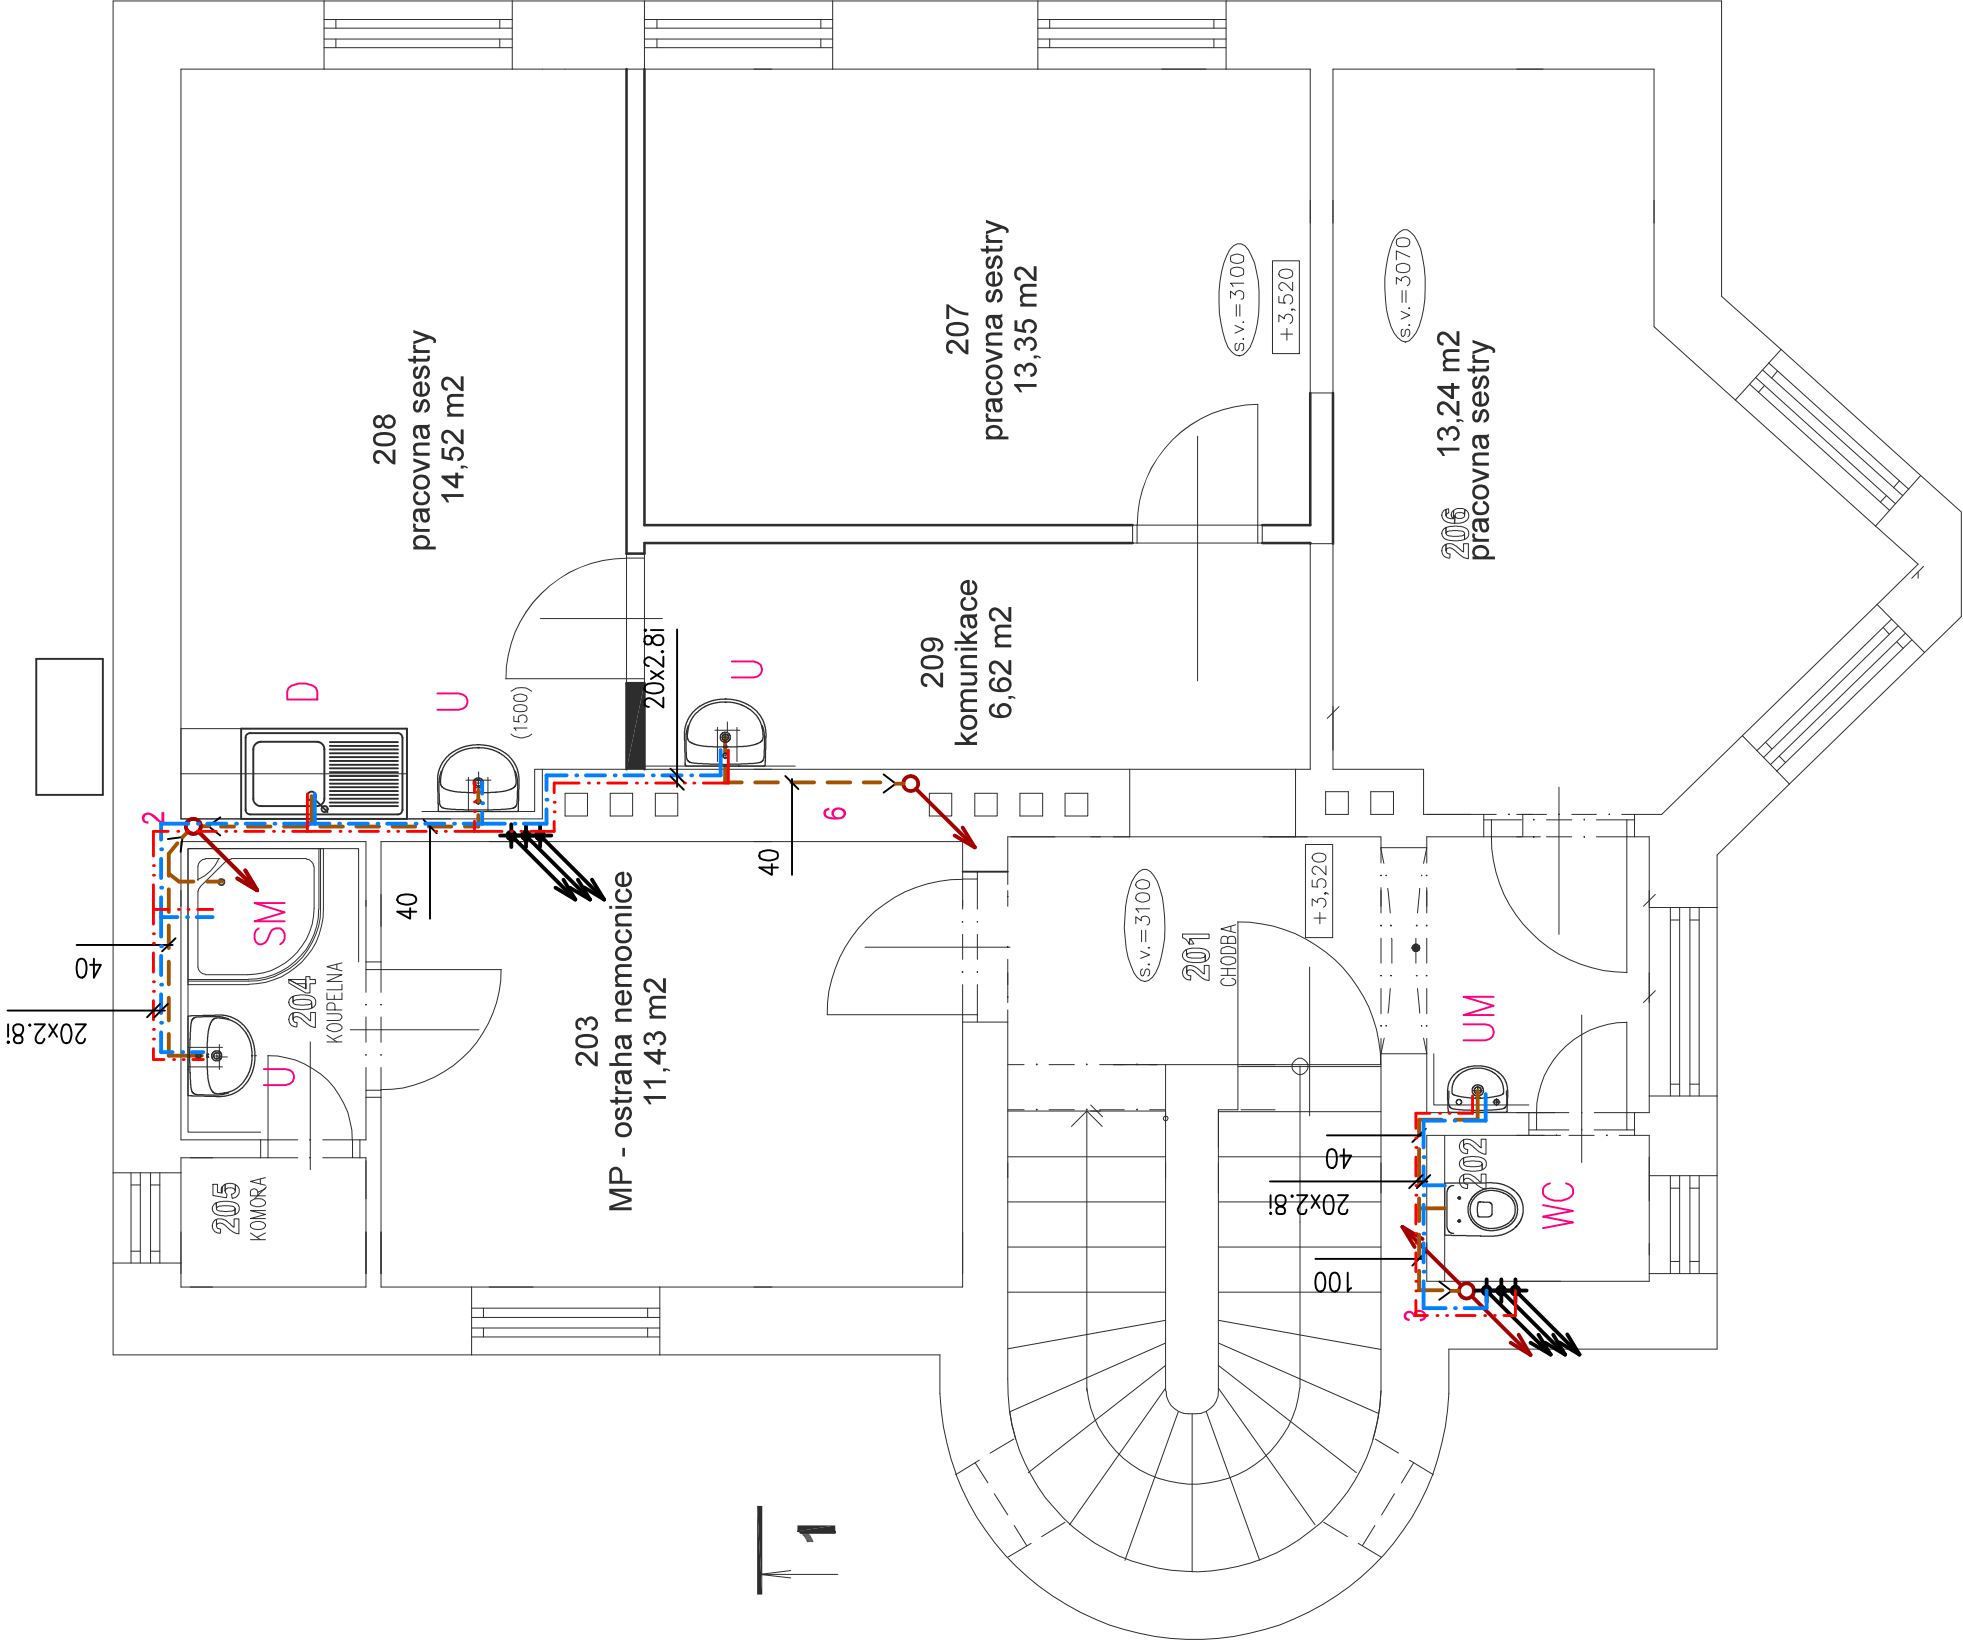 208
pracovna sestry
14,52 m2
207
pracovna sestry
13,35 m2
s.v.=3100
+3,520
s.v.=3070
13,24 m2
206
pracovna sestry
209
komunikace
6,62 m2
D
U
(1500)
20x2.8i
U
2
6
40
40
SM
40
20x2.8i
204
KOUPELNA
U
205
KOMORA
203
MP - ostraha nemocnice
11,43 m2
s.v.=3100
+3,520
201
CHODBA
UM
40
202
20x2.8i
WC
100
3
1